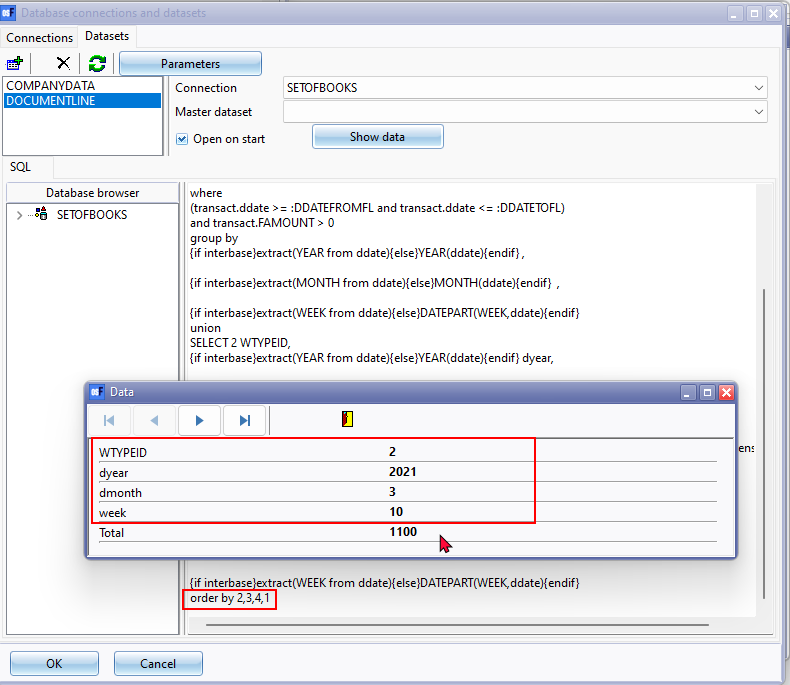 Database connections and datasets
Connections
Datasets
Parameters
COMPANYDATA
DOCUMENTLINE
Connection
SETOFBOOKS
Master dataset
Open on start
Show data
SQL
Database browser
SETOFBOOKS
where
(transact.ddate >= :DDATEFROMFL and transact.ddate <= :DDATETOFL)
and transact.FAMOUNT > 0
group by
{if interbase}extract(YEAR from ddate){else}YEAR(ddate){endif} ,
{if interbase}extract(MONTH from ddate){else}MONTH(ddate){endif} ,
{if interbase}extract(WEEK from ddate){else}DATEPART(WEEK,ddate){endif}
union
SELECT 2 WTYPEID,
{if interbase}extract(YEAR from ddate){else}YEAR(ddate){endif} dyear,
Data
WTYPEID 2
dyear 2021
dmonth 3
week 10
Total 1100
{if interbase}extract(WEEK from ddate){else}DATEPART(WEEK,ddate){endif}
order by 2,3,4,1
OK
Cancel